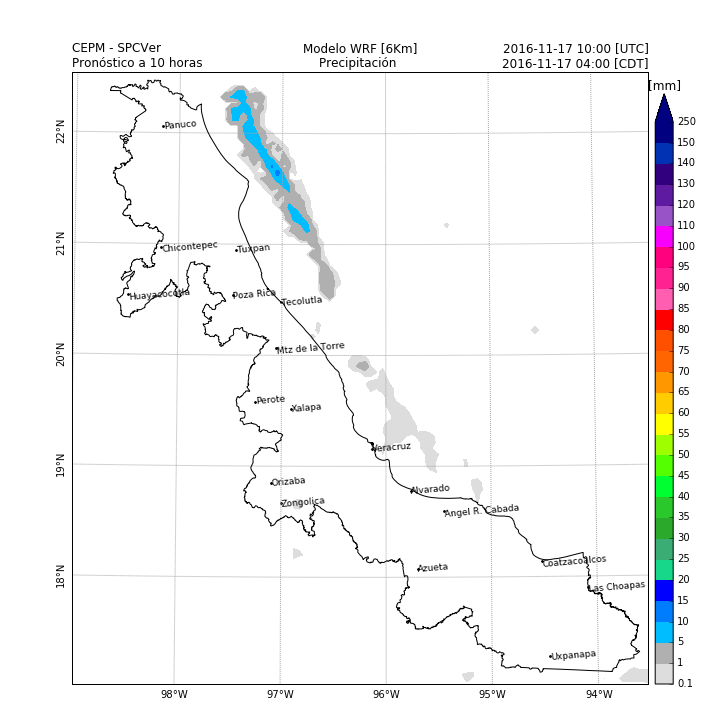 CEPM - SPCVer
Modelo WRF [6Km]
2016-11-17 10:00 [UTC]
Pronóstico a 10 horas
Precipitación
2016-11-17 04:00 [CDT]
[mm]
22°N
21°N
20°N
19°N
18°N
Panuco
Chicontepec
Tuxpan
Huayacocotla
Poza Rica
Tecolutla
Mtz de la Torre
Perote
Xalapa
Veracruz
Orizaba
Alvarado
Zongolica
Angel R. Cabada
Coatzacoalcos
Azueta
Las Choapas
Uxpanapa
98°W
97°W
96°W
95°W
94°W
250
150
140
130
120
110
100
95
90
85
80
75
70
65
60
55
50
45
40
35
30
25
20
15
10
5
1
0.1